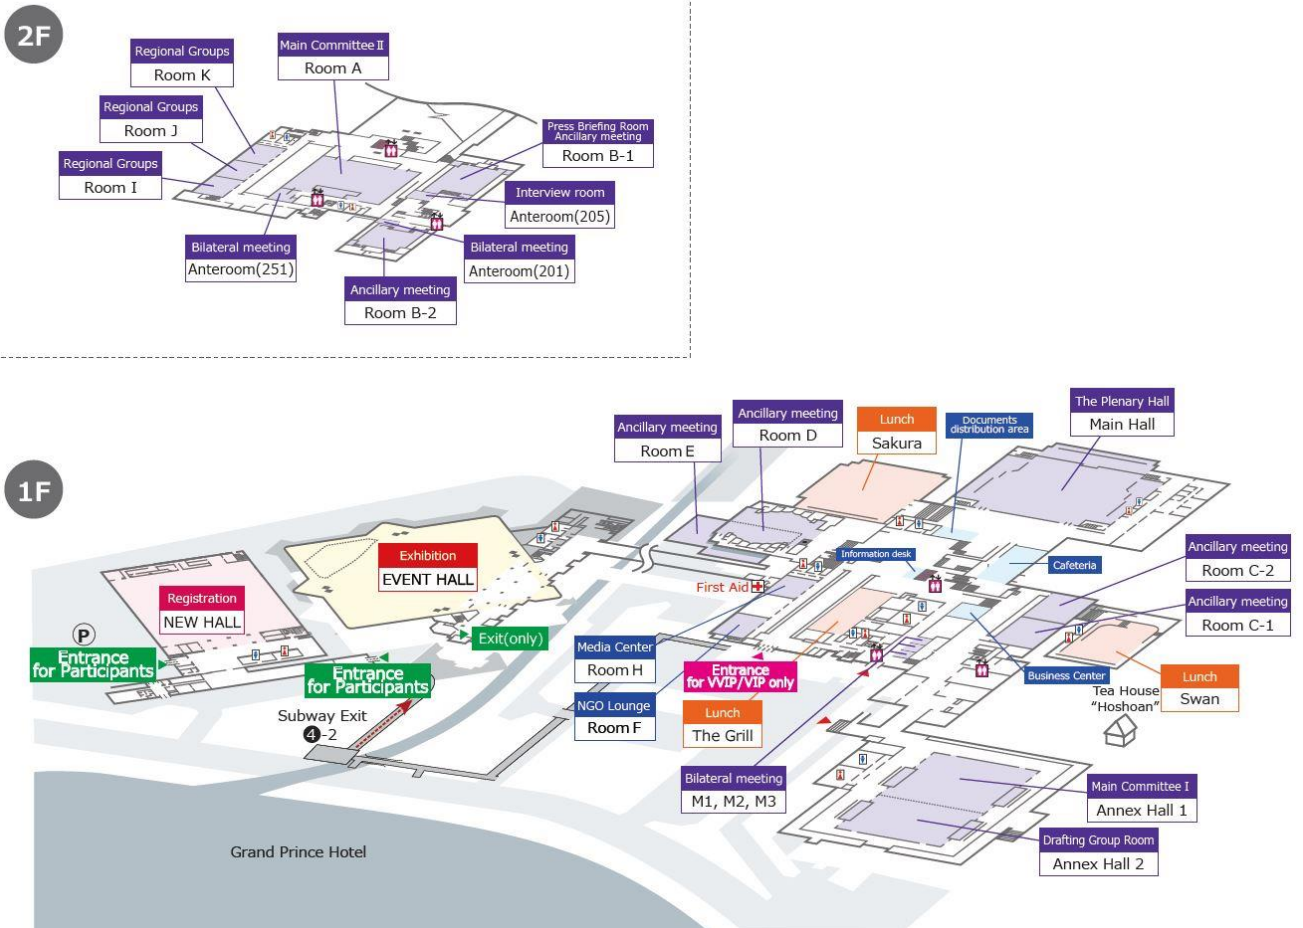 2F
Regional Groups
Room K
Main Committee Ⅱ
Room A
Regional Groups
Room J
Press Briefing Room
Ancillary meeting
Room B-1
Regional Groups
Room I
Interview room
Anteroom(205)
Bilateral meeting
Anteroom(251)
Bilateral meeting
Anteroom(201)
Ancillary meeting
Room B-2
1F
Ancillary meeting
Room E
Ancillary meeting
Room D
Lunch
Sakura
Documents
distribution area
The Plenary Hall
Main Hall
Exhibition
EVENT HALL
Information desk
Cafeteria
Ancillary meeting
Room C-2
Registration
NEW HALL
First Aid
Ancillary meeting
Room C-1
P
Entrance
for Participants
Exit(only)
Entrance
for Participants
Media Center
Room H
Entrance
for VVIP/VIP only
Business Center
Lunch
Swan
Tea House
"Hoshoan"
Subway Exit
4-2
NGO Lounge
Room F
Lunch
The Grill
Bilateral meeting
M1, M2, M3
Main Committee Ⅰ
Annex Hall 1
Drafting Group Room
Annex Hall 2
Grand Prince Hotel